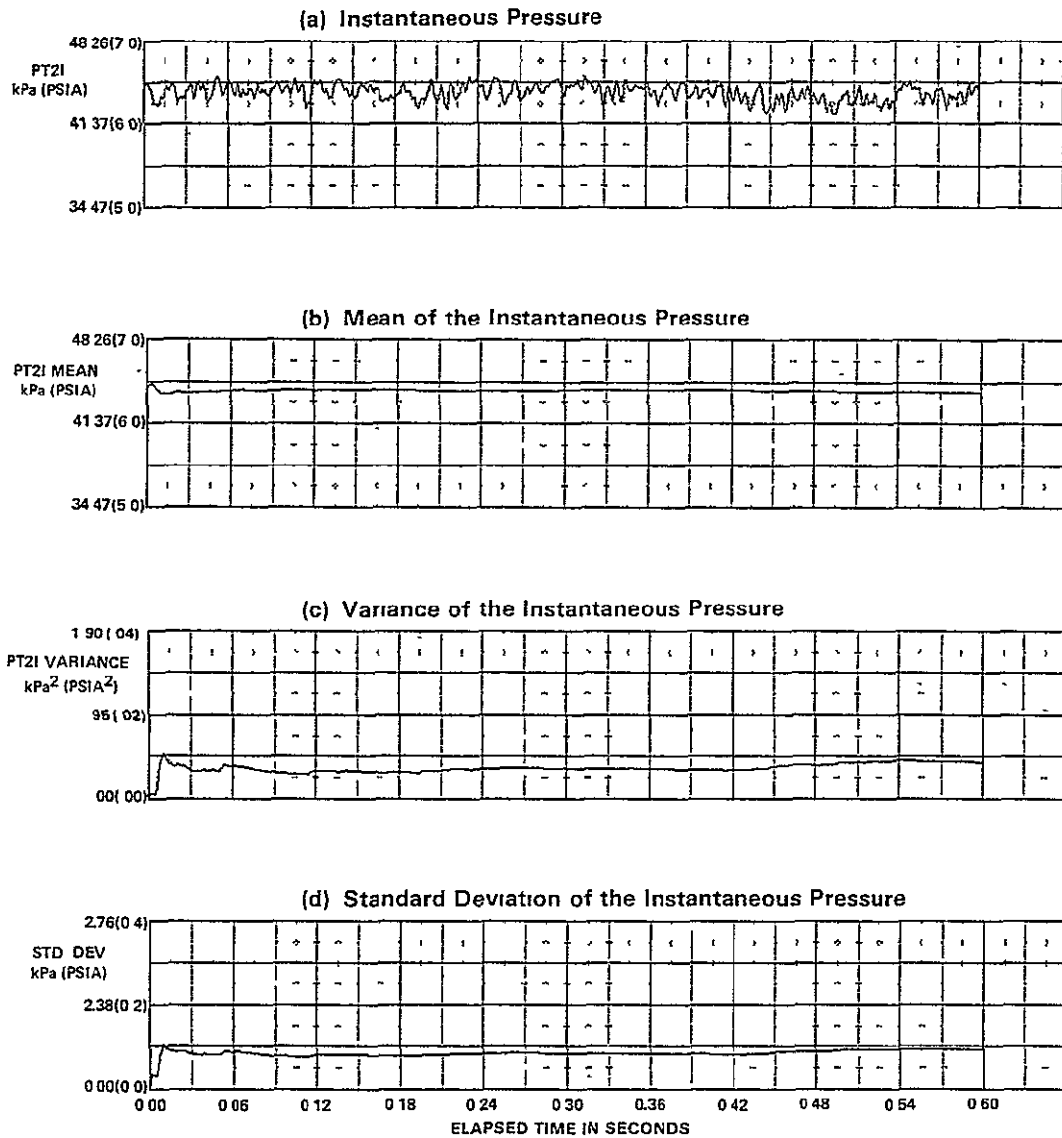 (a) Instantaneous Pressure
48 26(7 0)
PT2I
kPa (PSIA)
41 37(6 0)
34 47(5 0)
(b) Mean of the Instantaneous Pressure
48 26(7 0)
PT2I MEAN
kPa (PSIA)
41 37(6 0)
34 47(5 0)
(c) Variance of the Instantaneous Pressure
1 90 ( 04)
PT2I VARIANCE
kPa2 (PSIA2)
95 ( 02)
00( 00)
(d) Standard Deviation of the Instantaneous Pressure
2.76(0 4)
STD DEV
kPa (PSIA)
2.38(0 2)
0 00(0 0)
0 00 0 06 0 12 0 18 0 24 0 30 0 36 0 42 0 48 0 54 0 60
ELAPSED TIME IN SECONDS